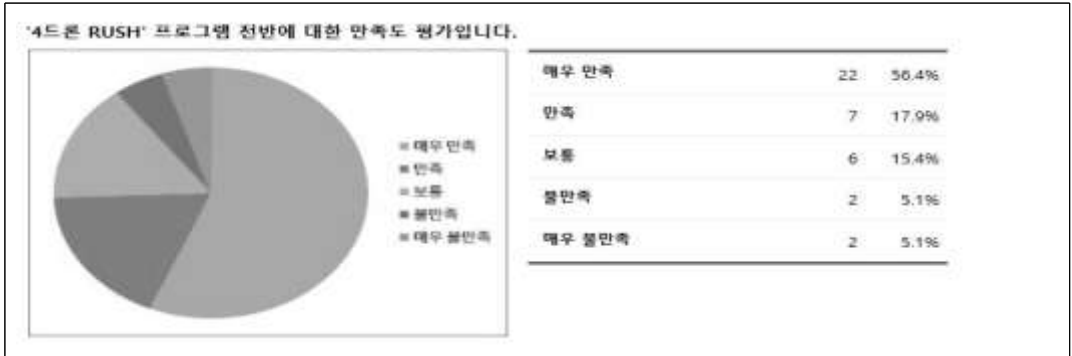 '4드론 RUSH' 프로그램 전반에 대한 만족도 평가입니다.
매우 만족
만족
보통
불만족
매우 불만족
매우 만족 22 56.4%
만족 7 17.9%
보통 6 15.4%
불만족 2 5.1%
매우 불만족 2 5.1%